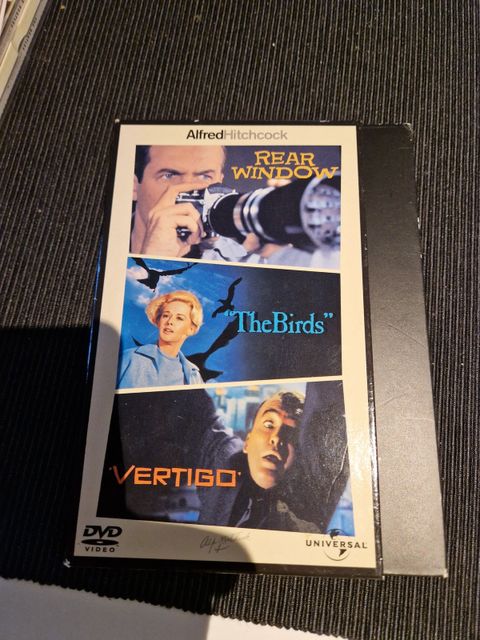 AlfredHitchcock
REAR
WINDOW
"TheBirds"
VERTIGO
DVD
VIDEO
UNIVERSAL